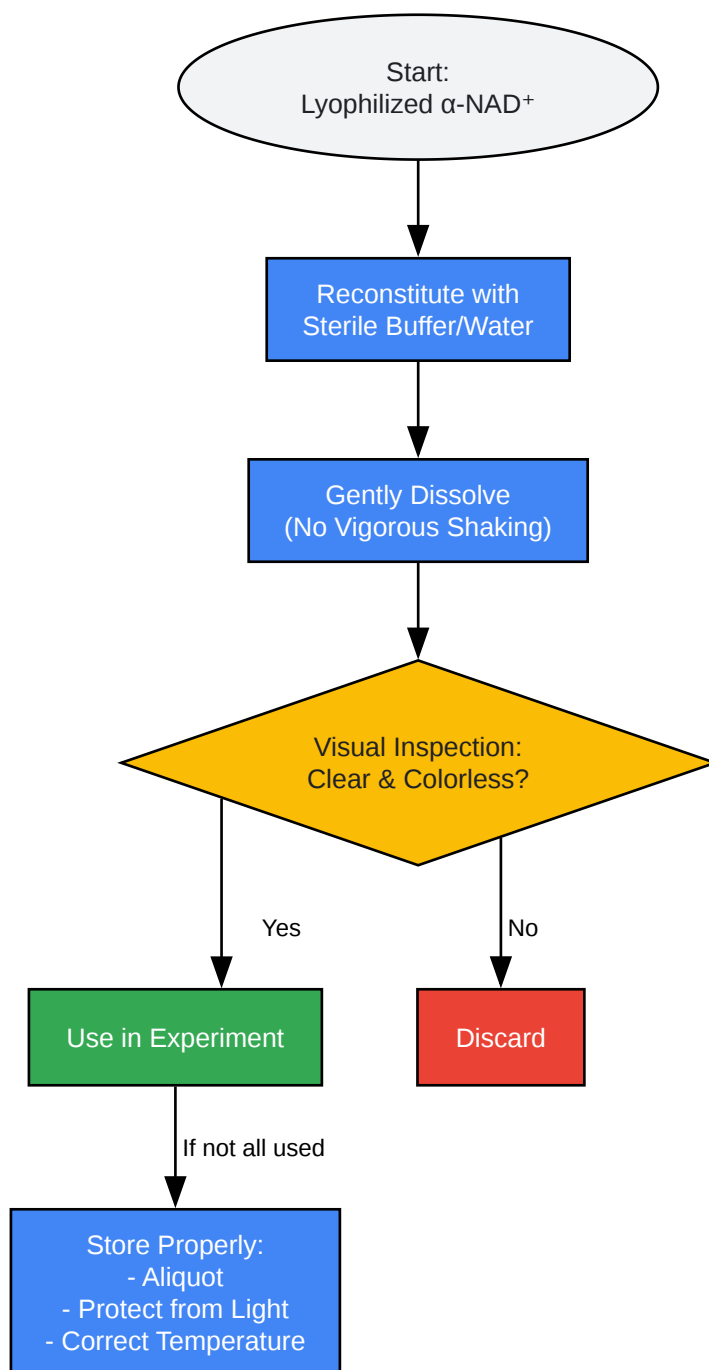 Start:
Lyophilized α-NAD⁺
Reconstitute with
Sterile Buffer/Water
Gently Dissolve
(No Vigorous Shaking)
Visual Inspection:
Clear & Colorless?
Yes
No
Use in Experiment
Discard
If not all used
Store Properly:
- Aliquot
- Protect from Light
- Correct Temperature